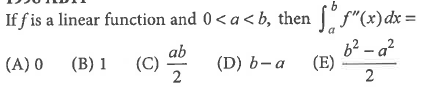 If f is a linear function and 0 < a < b, then ∫_a^b f″(x) dx =
(A) 0 (B) 1 (C) ab/2 (D) b – a (E) (b² – a²)/2